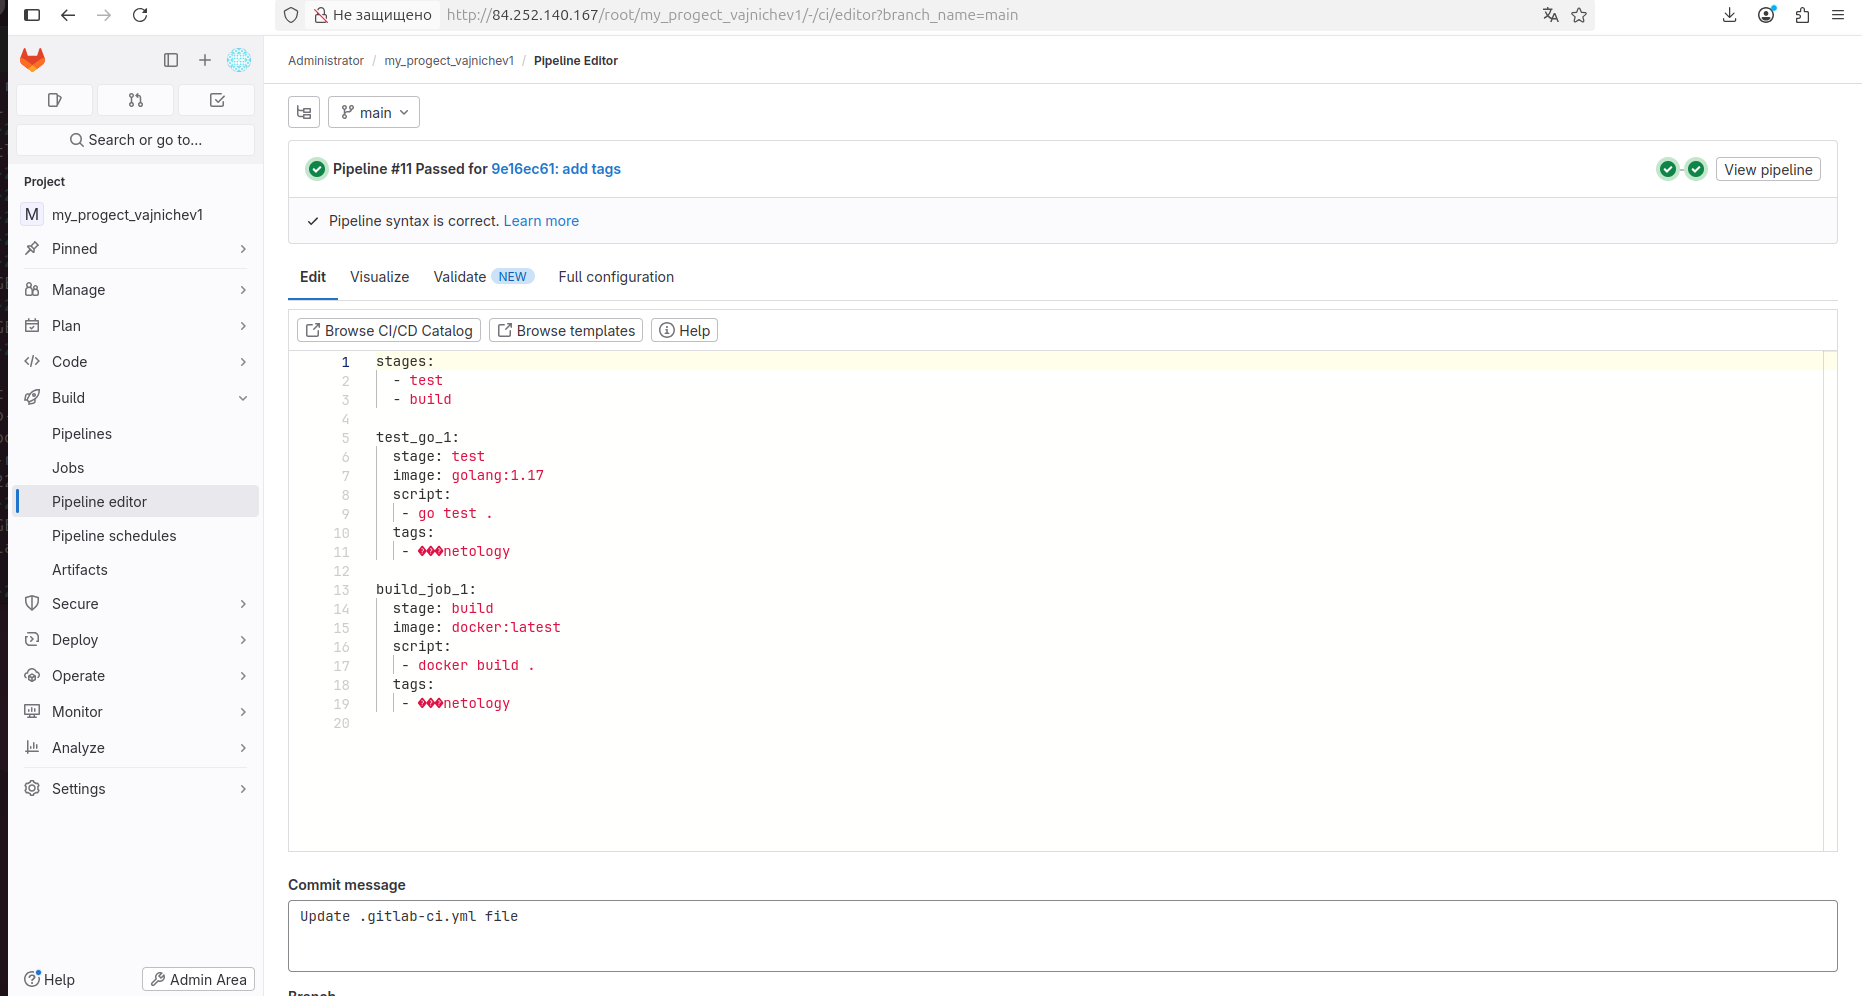 Не защищено
http://84.252.140.167/root/my_progect_vajnichev1/-/ci/editor?branch_name=main
Administrator / my_progect_vajnichev1 / Pipeline Editor
Search or go to...
main
Pipeline #11 Passed for 9e16ec61: add tags
View pipeline
Pipeline syntax is correct. Learn more
Project
M my_progect_vajnichev1
Pinned
Manage
Plan
Code
Build
Pipelines
Jobs
Pipeline editor
Pipeline schedules
Artifacts
Secure
Deploy
Operate
Monitor
Analyze
Settings
Help
Admin Area
Edit Visualize Validate NEW Full configuration
Browse CI/CD Catalog Browse templates Help
1 stages:
2 - test
3 - build
4
5 test_go_1:
6 stage: test
7 image: golang:1.17
8 script:
9 - go test .
10 tags:
11 - ���netology
12
13 build_job_1:
14 stage: build
15 image: docker:latest
16 script:
17 - docker build .
18 tags:
19 - ���netology
20
Commit message
Update .gitlab-ci.yml file